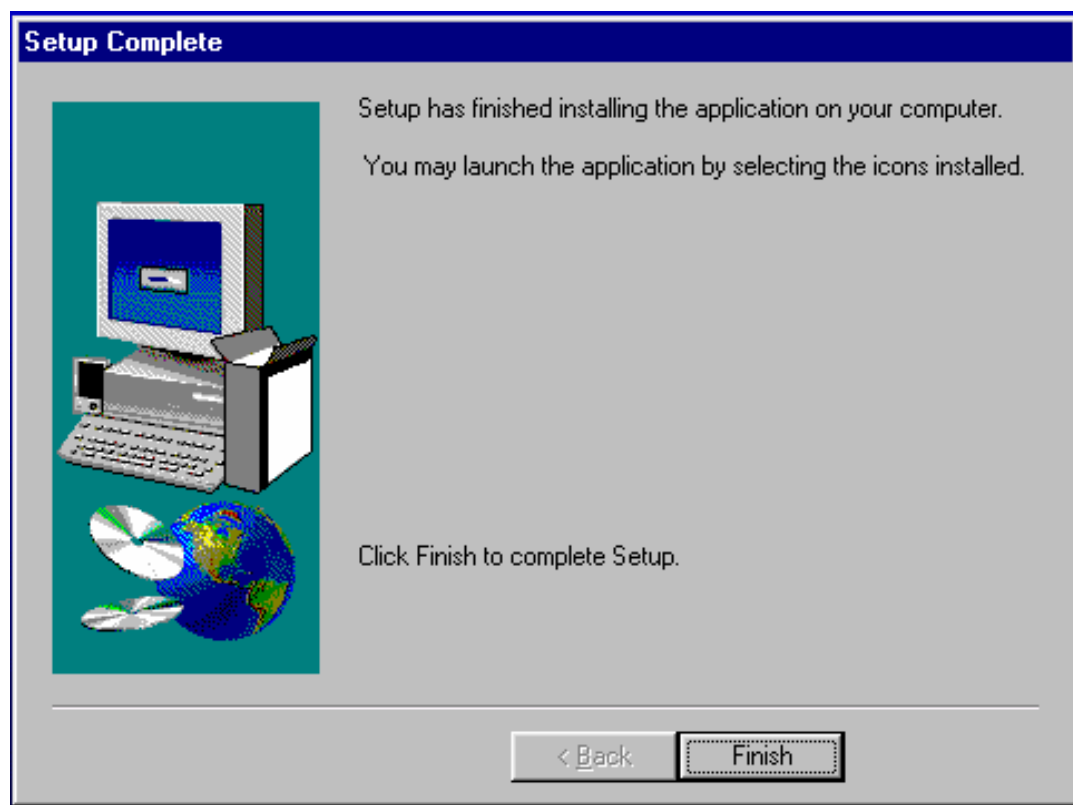 Setup Complete
Setup has finished installing the application on your computer.
You may launch the application by selecting the icons installed.
Click Finish to complete Setup.
< Back
Finish